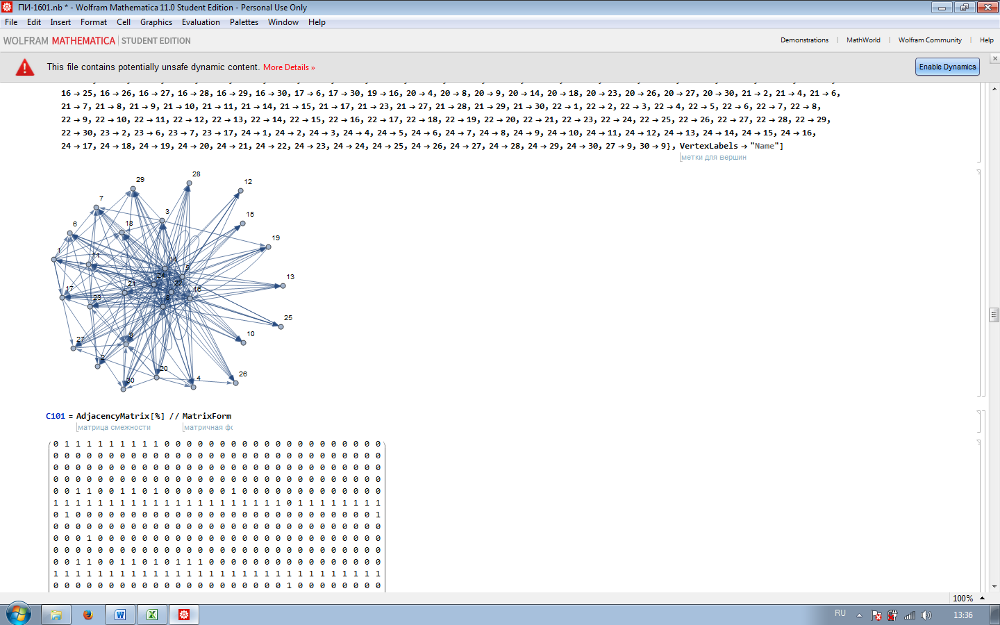 ПИ-1601.nb * - Wolfram Mathematica 11.0 Student Edition - Personal Use Only
File Edit Insert Format Cell Graphics Evaluation Palettes Window Help
WOLFRAM MATHEMATICA STUDENT EDITION
Demonstrations MathWorld Wolfram Community Help
This file contains potentially unsafe dynamic content. More Details »
Enable Dynamics
16 → 25, 16 → 26, 16 → 27, 16 → 28, 16 → 29, 16 → 30, 17 → 6, 17 → 30, 19 → 16, 20 → 4, 20 → 8, 20 → 9, 20 → 14, 20 → 18, 20 → 23, 20 → 26, 20 → 27, 20 → 30, 21 → 2, 21 → 4, 21 → 6,
21 → 7, 21 → 8, 21 → 9, 21 → 10, 21 → 11, 21 → 14, 21 → 15, 21 → 17, 21 → 23, 21 → 27, 21 → 28, 21 → 29, 21 → 30, 22 → 1, 22 → 2, 22 → 3, 22 → 4, 22 → 5, 22 → 6, 22 → 7, 22 → 8,
22 → 9, 22 → 10, 22 → 11, 22 → 12, 22 → 13, 22 → 14, 22 → 15, 22 → 16, 22 → 17, 22 → 18, 22 → 19, 22 → 20, 22 → 21, 22 → 23, 22 → 24, 22 → 25, 22 → 26, 22 → 27, 22 → 28, 22 → 29,
22 → 30, 23 → 2, 23 → 6, 23 → 7, 23 → 17, 24 → 1, 24 → 2, 24 → 3, 24 → 4, 24 → 5, 24 → 6, 24 → 7, 24 → 8, 24 → 9, 24 → 10, 24 → 11, 24 → 12, 24 → 13, 24 → 14, 24 → 15, 24 → 16,
24 → 17, 24 → 18, 24 → 19, 24 → 20, 24 → 21, 24 → 22, 24 → 23, 24 → 24, 24 → 25, 24 → 26, 24 → 27, 24 → 28, 24 → 29, 24 → 30, 27 → 9, 30 → 9}, VertexLabels → "Name"]
метки для вершин
28
29
12
7
3
15
6
18
19
1
11
14
5
24
13
17
21
22
16
23
25
10
27
2
20
26
4
30
C101 = AdjacencyMatrix[%] // MatrixForm
матрица смежности матричная фо
0 1 1 1 1 1 1 1 1 1 0 0 0 0 0 0 0 0 0 0 0 0 0 0 0 0 0 0 0 0
0 0 0 0 0 0 0 0 0 0 0 0 0 0 0 0 0 0 0 0 0 0 0 0 0 0 0 0 0 0
0 0 0 0 0 0 0 0 0 0 0 0 0 0 0 0 0 0 0 0 0 0 0 0 0 0 0 0 0 0
0 0 0 0 0 0 0 0 0 0 0 0 0 0 0 0 0 0 0 0 0 0 0 0 0 0 0 0 0 0
0 0 1 1 0 0 1 1 0 1 0 0 0 0 0 0 1 0 0 0 0 0 0 0 0 0 0 0 0 0
1 1 1 1 1 1 1 1 1 1 1 1 1 1 1 1 1 1 1 1 1 0 1 1 1 1 1 1 1 1
0 1 0 0 0 0 0 0 0 0 0 0 0 0 0 0 0 0 0 0 0 0 0 0 0 0 0 0 0 1
0 0 0 0 0 0 0 0 0 0 0 0 0 0 0 0 0 0 0 0 0 0 0 0 0 0 0 0 0 0
0 0 0 1 0 0 0 0 0 0 0 0 0 0 0 0 0 0 0 0 0 0 0 0 0 0 0 0 0 0
0 0 0 0 0 0 0 0 0 0 0 0 0 0 0 0 0 0 0 0 0 0 0 0 0 0 0 0 0 0
0 0 1 1 0 0 1 1 0 1 0 1 1 1 0 0 0 0 0 0 0 0 0 0 0 0 0 0 0 0
1 1 1 1 1 1 1 1 1 1 1 1 1 1 1 1 1 1 1 1 1 1 1 1 1 1 1 1 1 1
0 0 0 0 0 0 0 0 0 0 0 0 0 0 0 0 0 0 0 0 0 1 0 0 0 0 0 0 0 0
100%
RU
13:36